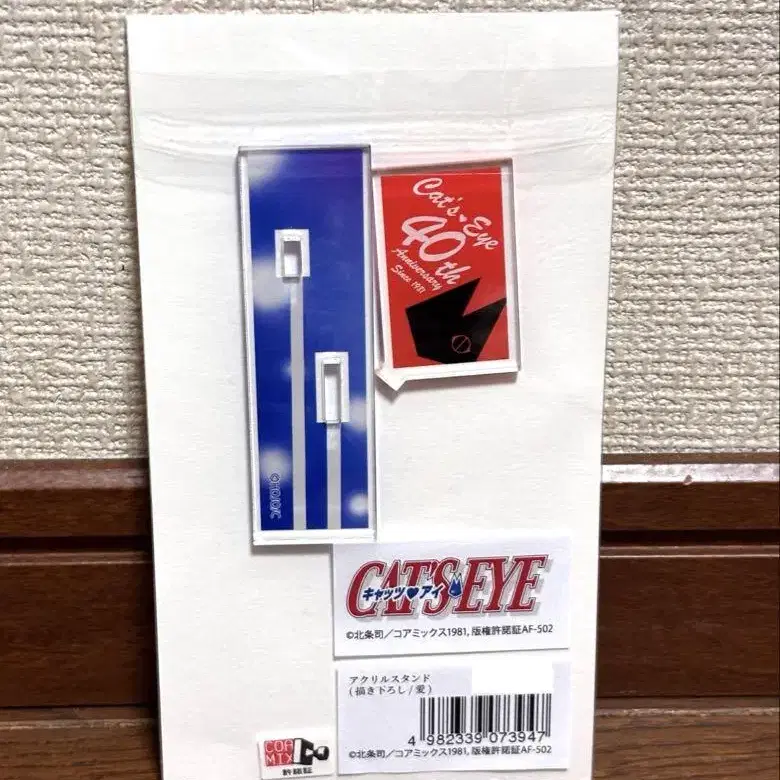 Cat's♥Eye
40th
Anniversary
Since 1981
©HOJO/C
CAT'S EYE
キャッツ♥アイ
©北条司／コアミックス1981, 版権許諾証AF-502
アクリルスタンド
(描き下ろし/愛)
4 982339 073947
©北条司／コアミックス1981, 版権許諾証AF-502
COA
MIX
許諾証